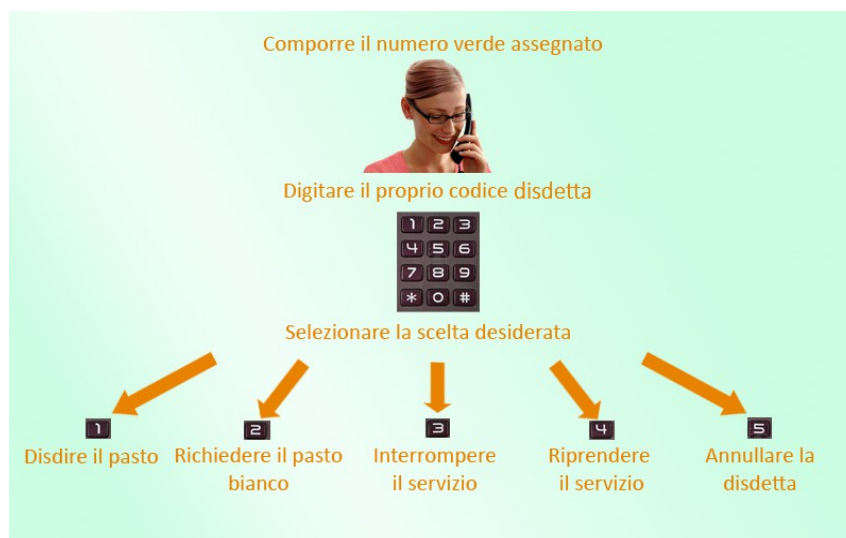 Comporre il numero verde assegnato
Digitare il proprio codice disdetta
1 2 3
4 5 6
7 8 9
* 0 #
Selezionare la scelta desiderata
1
Disdire il pasto
2
Richiedere il pasto
bianco
3
Interrompere
il servizio
4
Riprendere
il servizio
5
Annullare la
disdetta